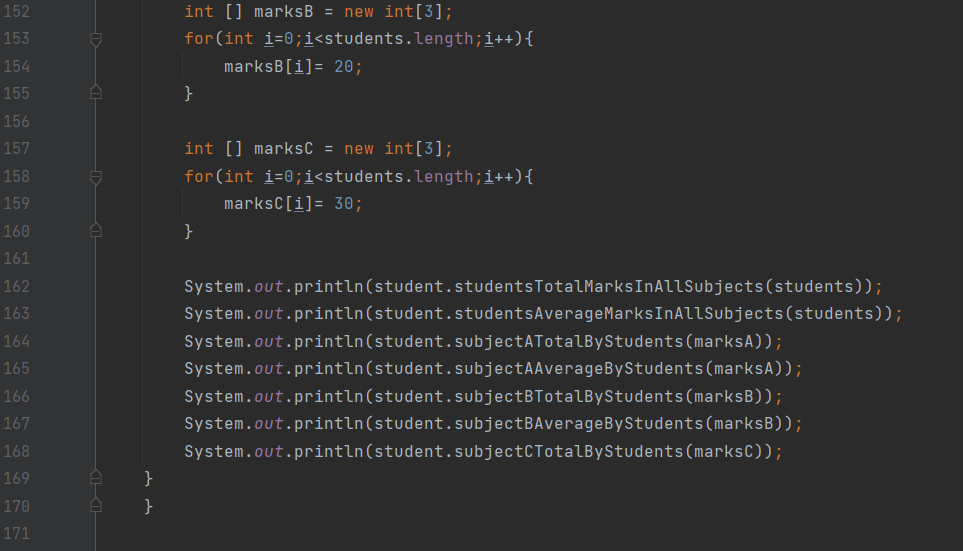 152 int [] marksB = new int[3];
153 for(int i=0;i<students.length;i++){
154 marksB[i]= 20;
155 }
156
157 int [] marksC = new int[3];
158 for(int i=0;i<students.length;i++){
159 marksC[i]= 30;
160 }
161
162 System.out.println(student.studentsTotalMarksInAllSubjects(students));
163 System.out.println(student.studentsAverageMarksInAllSubjects(students));
164 System.out.println(student.subjectATotalByStudents(marksA));
165 System.out.println(student.subjectAAverageByStudents(marksA));
166 System.out.println(student.subjectBTotalByStudents(marksB));
167 System.out.println(student.subjectBAverageByStudents(marksB));
168 System.out.println(student.subjectCTotalByStudents(marksC));
169 }
170 }
171